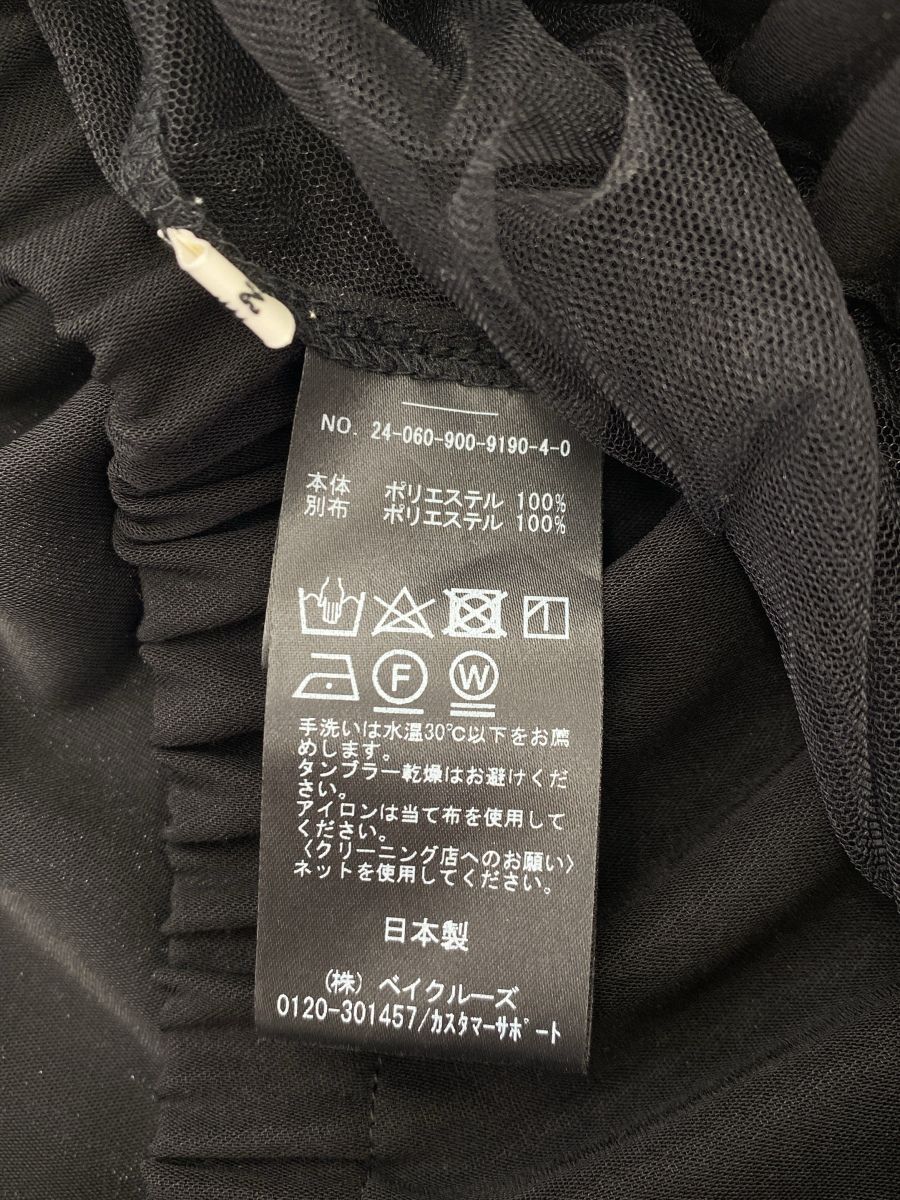 2
NO. 24-060-900-9190-4-0
本体 ポリエステル 100%
別布 ポリエステル 100%
F W
手洗いは水温30℃以下をお薦
めします。
タンブラー乾燥はお避けくだ
さい。
アイロンは当て布を使用して
ください。
〈クリーニング店へのお願い〉
ネットを使用してください。
日本製
(株) ベイクルーズ
0120-301457/カスタマーサポート